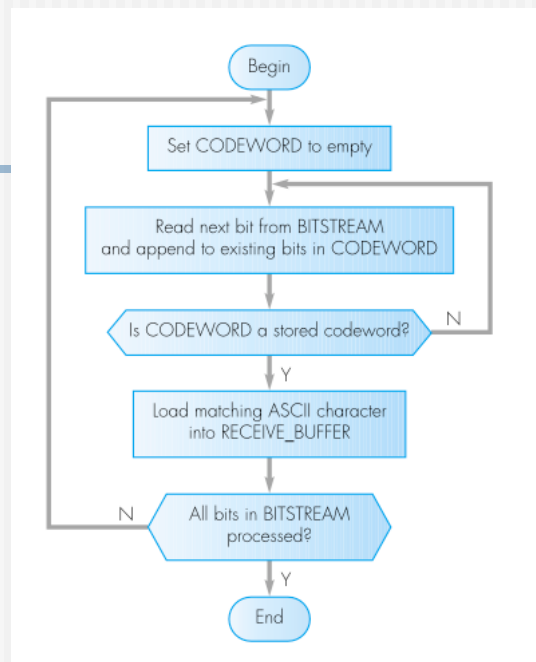 Begin
Set CODEWORD to empty
Read next bit from BITSTREAM
and append to existing bits in CODEWORD
Is CODEWORD a stored codeword?
N
Y
Load matching ASCII character
into RECEIVE_BUFFER
N
All bits in BITSTREAM
processed?
Y
End